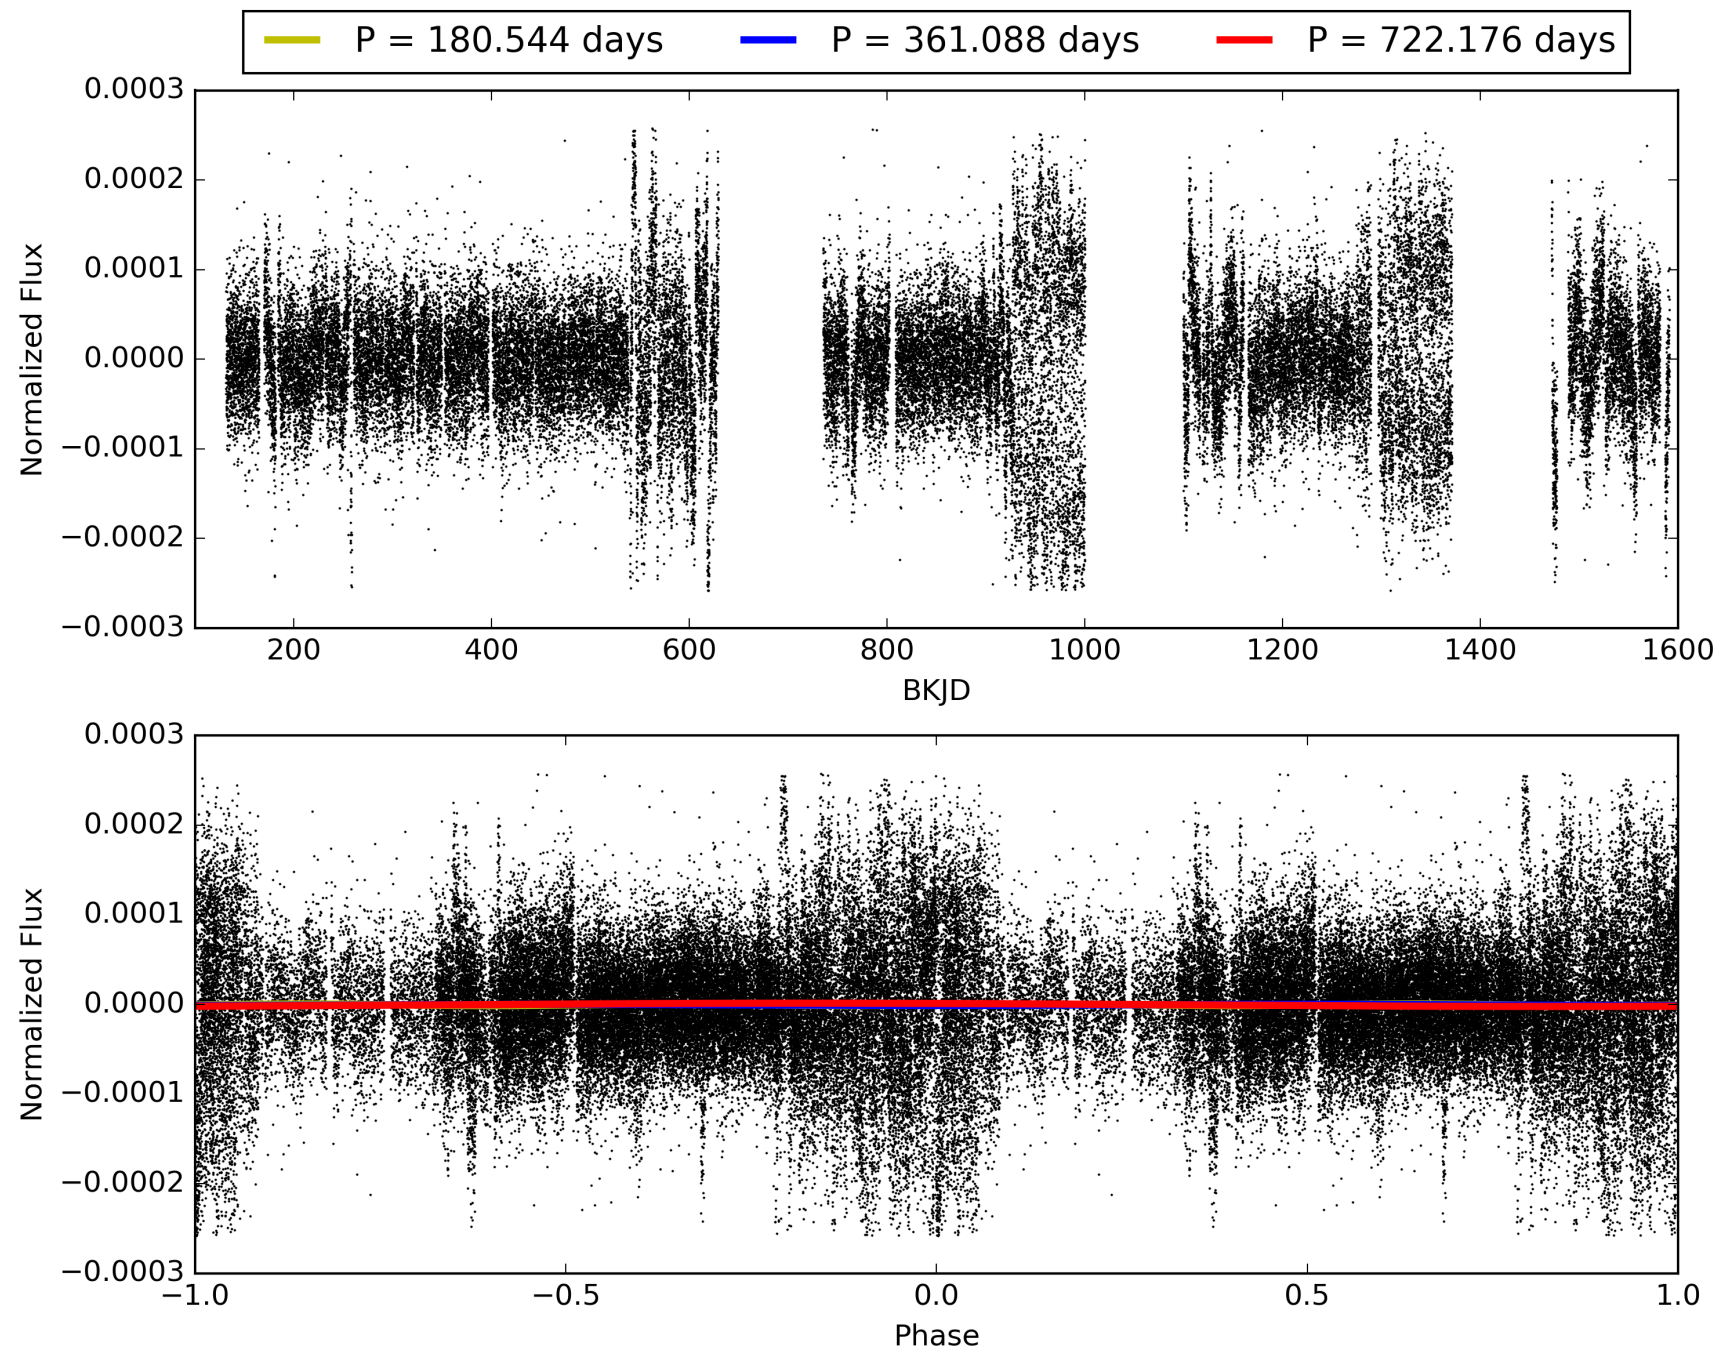 P = 180.544 days P = 361.088 days P = 722.176 days
0.0003
0.0002
0.0001
0.0000
−0.0001
−0.0002
−0.0003
Normalized Flux
200 400 600 800 1000 1200 1400 1600
BKJD
0.0003
0.0002
0.0001
0.0000
−0.0001
−0.0002
−0.0003
Normalized Flux
−1.0 −0.5 0.0 0.5 1.0
Phase